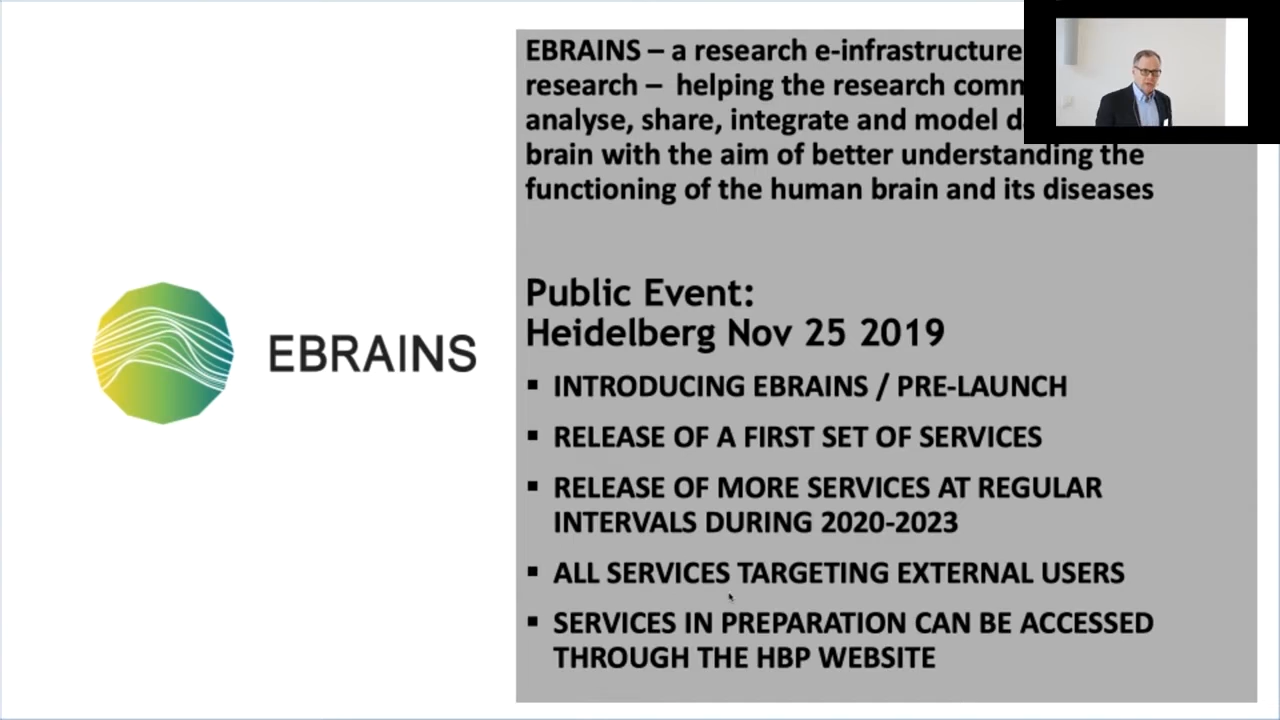 EBRAINS – a research e-infrastructure
research – helping the research
analyse, share, integrate and model
brain with the aim of better understanding the
functioning of the human brain and its diseases
Public Event:
Heidelberg Nov 25 2019
EBRAINS
▪ INTRODUCING EBRAINS / PRE-LAUNCH
▪ RELEASE OF A FIRST SET OF SERVICES
▪ RELEASE OF MORE SERVICES AT REGULAR
INTERVALS DURING 2020-2023
▪ ALL SERVICES TARGETING EXTERNAL USERS
▪ SERVICES IN PREPARATION CAN BE ACCESSED
THROUGH THE HBP WEBSITE